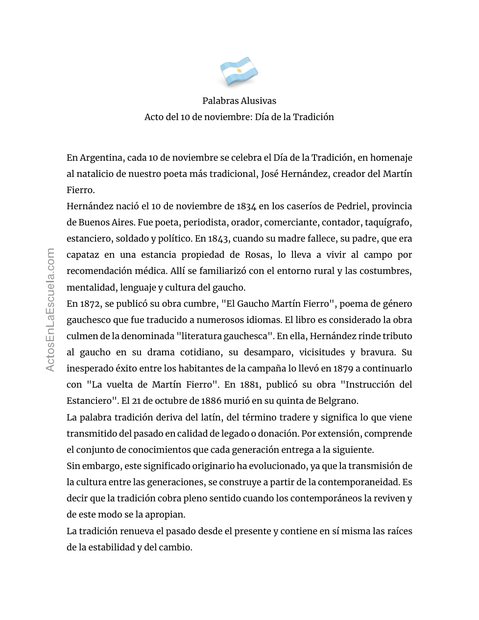 Palabras Alusivas
Acto del 10 de noviembre: Día de la Tradición
En Argentina, cada 10 de noviembre se celebra el Día de la Tradición, en homenaje
al natalicio de nuestro poeta más tradicional, José Hernández, creador del Martín
Fierro.
Hernández nació el 10 de noviembre de 1834 en los caseríos de Pedriel, provincia
de Buenos Aires. Fue poeta, periodista, orador, comerciante, contador, taquígrafo,
estanciero, soldado y político. En 1843, cuando su madre fallece, su padre, que era
capataz en una estancia propiedad de Rosas, lo lleva a vivir al campo por
recomendación médica. Allí se familiarizó con el entorno rural y las costumbres,
mentalidad, lenguaje y cultura del gaucho.
En 1872, se publicó su obra cumbre, "El Gaucho Martín Fierro", poema de género
gauchesco que fue traducido a numerosos idiomas. El libro es considerado la obra
culmen de la denominada "literatura gauchesca". En ella, Hernández rinde tributo
al gaucho en su drama cotidiano, su desamparo, vicisitudes y bravura. Su
inesperado éxito entre los habitantes de la campaña lo llevó en 1879 a continuarlo
con "La vuelta de Martín Fierro". En 1881, publicó su obra "Instrucción del
Estanciero". El 21 de octubre de 1886 murió en su quinta de Belgrano.
La palabra tradición deriva del latín, del término tradere y significa lo que viene
transmitido del pasado en calidad de legado o donación. Por extensión, comprende
el conjunto de conocimientos que cada generación entrega a la siguiente.
Sin embargo, este significado originario ha evolucionado, ya que la transmisión de
la cultura entre las generaciones, se construye a partir de la contemporaneidad. Es
decir que la tradición cobra pleno sentido cuando los contemporáneos la reviven y
de este modo se la apropian.
La tradición renueva el pasado desde el presente y contiene en sí misma las raíces
de la estabilidad y del cambio.
ActosEnLaEscuela.com